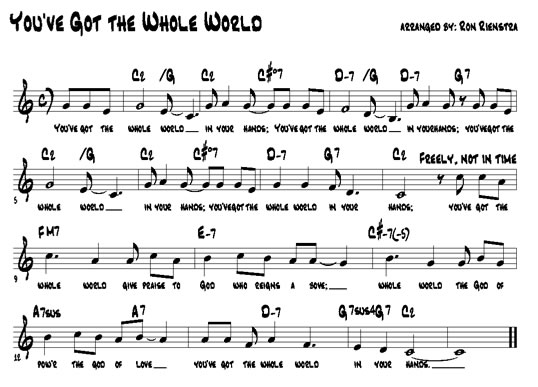 You've Got the Whole World
arranged by: Ron Rienstra
C2 /G C2 C#°7 D-7 /G D-7 G7
You've got the whole world__ in your hands; You've got the whole world__ in your hands; you've got the
C2 /G C2 C#°7 D-7 G7 C2 Freely, not in time
5
whole world__ in your hands; you've got the whole world in your hands; you've got the
FM7 E-7 C#-7(-5)
9
whole world give praise to God who reigns a bove;__ whole world the God of
A7sus A7 D-7 G7sus4 G7 C2
12
pow'r the god of love__ you've got the whole world in your hands.__